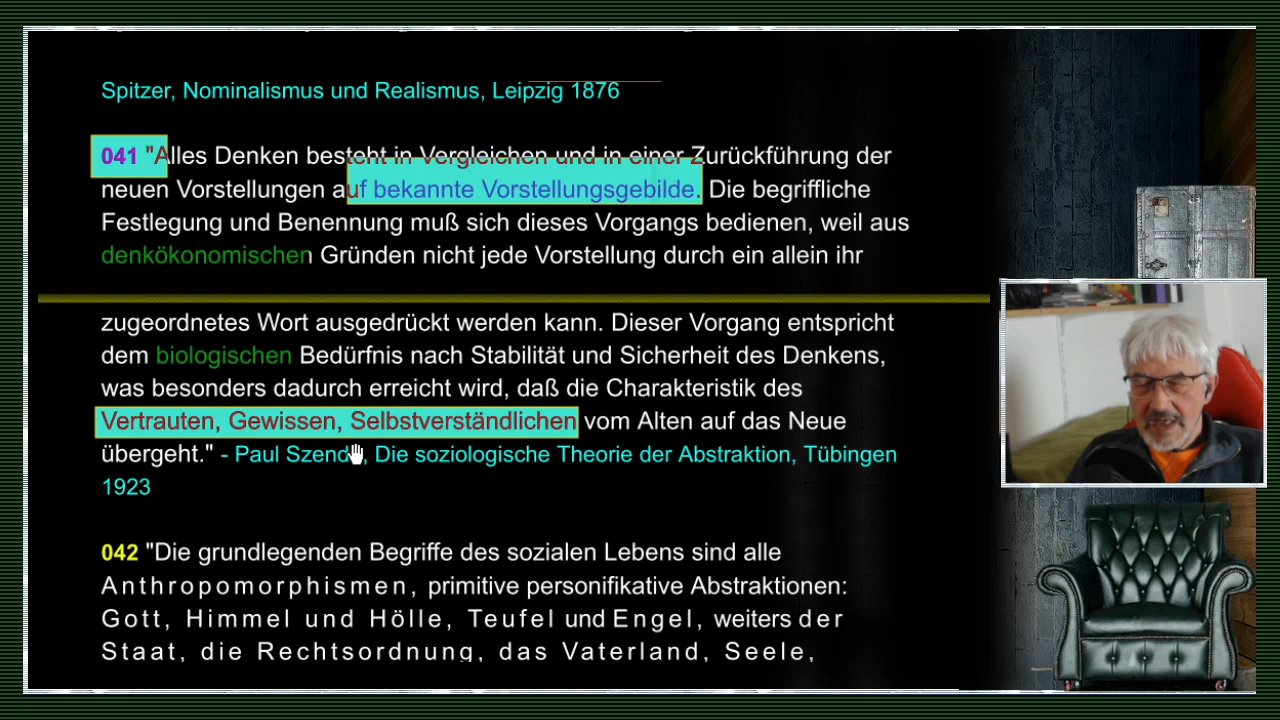 Spitzer, Nominalismus und Realismus, Leipzig 1876
041 "Alles Denken besteht in Vergleichen und in einer Zurückführung der
neuen Vorstellungen auf bekannte Vorstellungsgebilde. Die begriffliche
Festlegung und Benennung muß sich dieses Vorgangs bedienen, weil aus
denkökonomischen Gründen nicht jede Vorstellung durch ein allein ihr
zugeordnetes Wort ausgedrückt werden kann. Dieser Vorgang entspricht
dem biologischen Bedürfnis nach Stabilität und Sicherheit des Denkens,
was besonders dadurch erreicht wird, daß die Charakteristik des
Vertrauten, Gewissen, Selbstverständlichen vom Alten auf das Neue
übergeht." - Paul Szende, Die soziologische Theorie der Abstraktion, Tübingen
1923
042 "Die grundlegenden Begriffe des sozialen Lebens sind alle
Anthropomorphismen, primitive personifikative Abstraktionen:
Gott, Himmel und Hölle, Teufel und Engel, weiters der
Staat, die Rechtsordnung, das Vaterland, Seele,